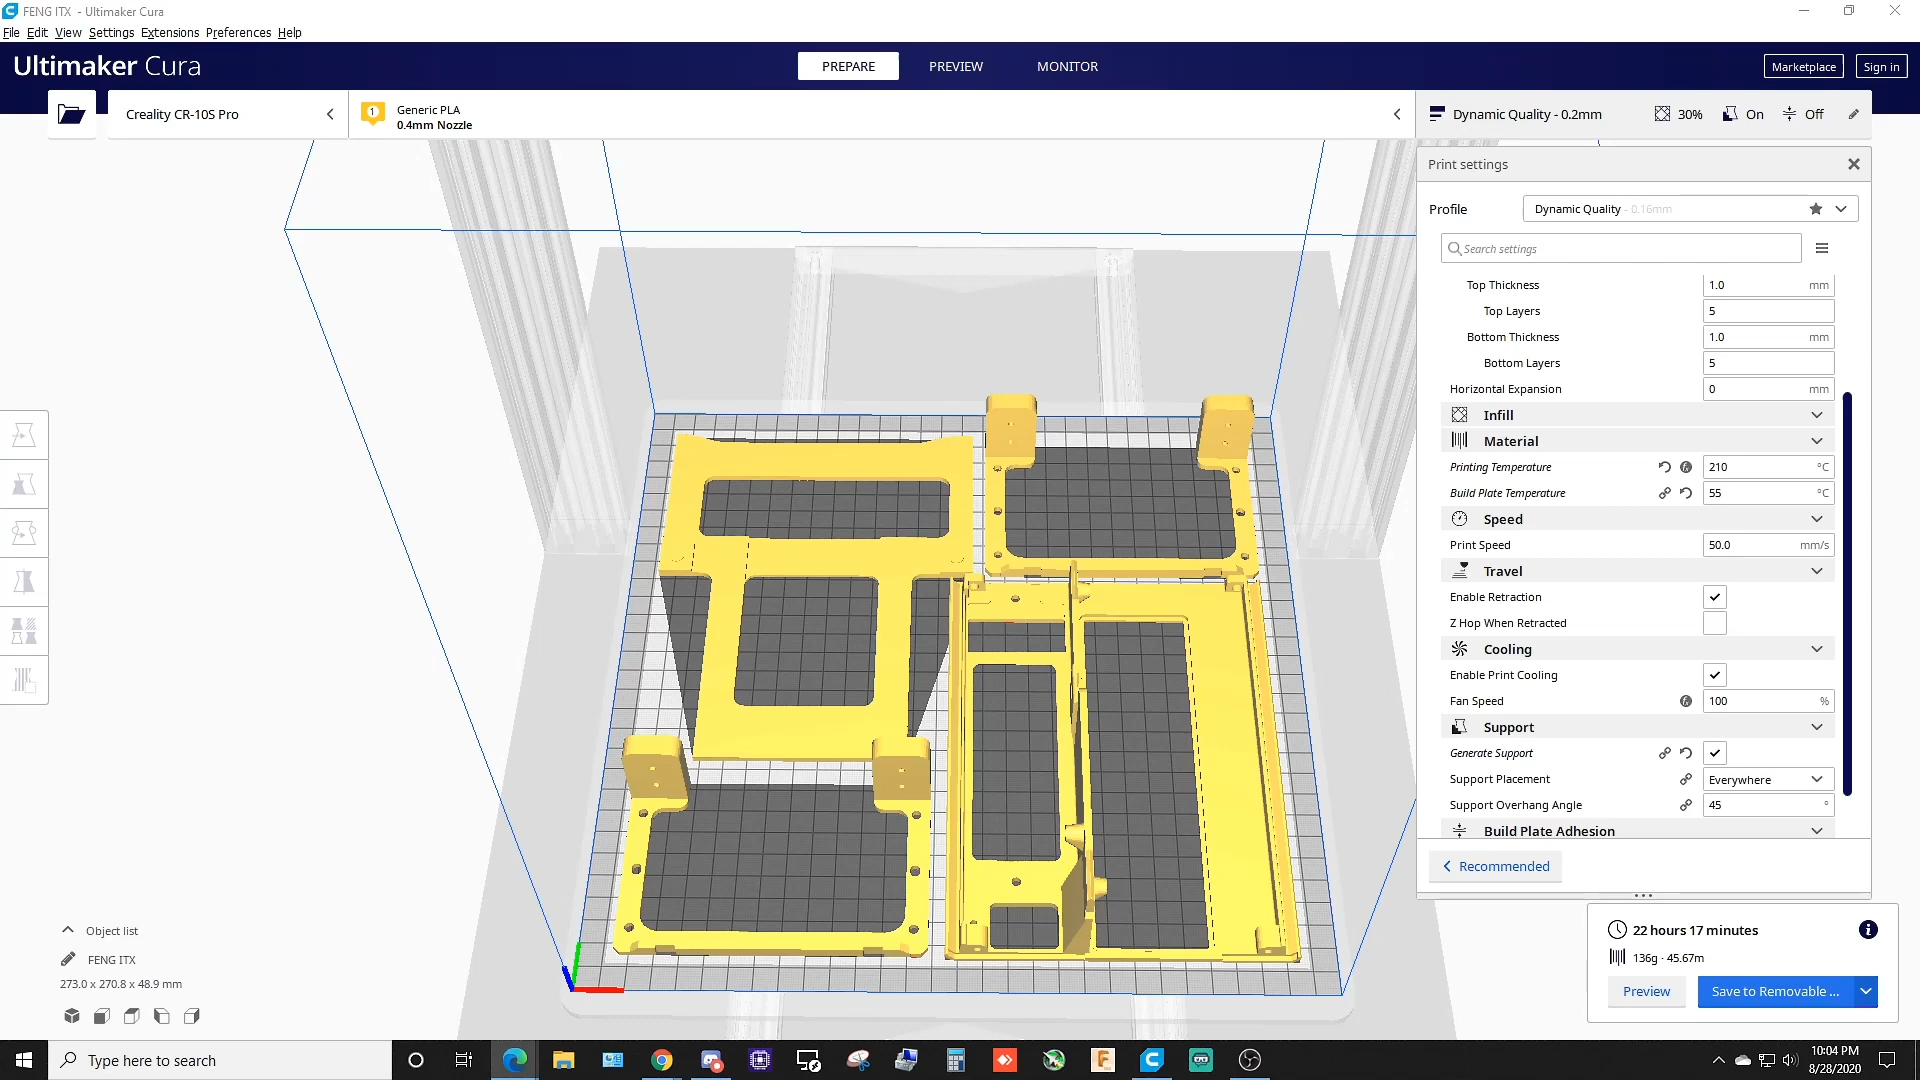 FENG ITX - Ultimaker Cura
File Edit View Settings Extensions Preferences Help
Ultimaker Cura
PREPARE PREVIEW MONITOR
Marketplace Sign in
Creality CR-10S Pro
1
Generic PLA
0.4mm Nozzle
Dynamic Quality - 0.2mm 30% On Off
Print settings
Profile Dynamic Quality - 0.16mm
Search settings
Top Thickness 1.0 mm
Top Layers 5
Bottom Thickness 1.0 mm
Bottom Layers 5
Horizontal Expansion 0 mm
Infill
Material
Printing Temperature 210 °C
Build Plate Temperature 55 °C
Speed
Print Speed 50.0 mm/s
Travel
Enable Retraction
Z Hop When Retracted
Cooling
Enable Print Cooling
Fan Speed 100 %
Support
Generate Support
Support Placement Everywhere
Support Overhang Angle 45 °
Build Plate Adhesion
Recommended
Object list
FENG ITX
273.0 x 270.8 x 48.9 mm
22 hours 17 minutes
136g · 45.67m
Preview Save to Removable ...
Type here to search
10:04 PM
8/28/2020